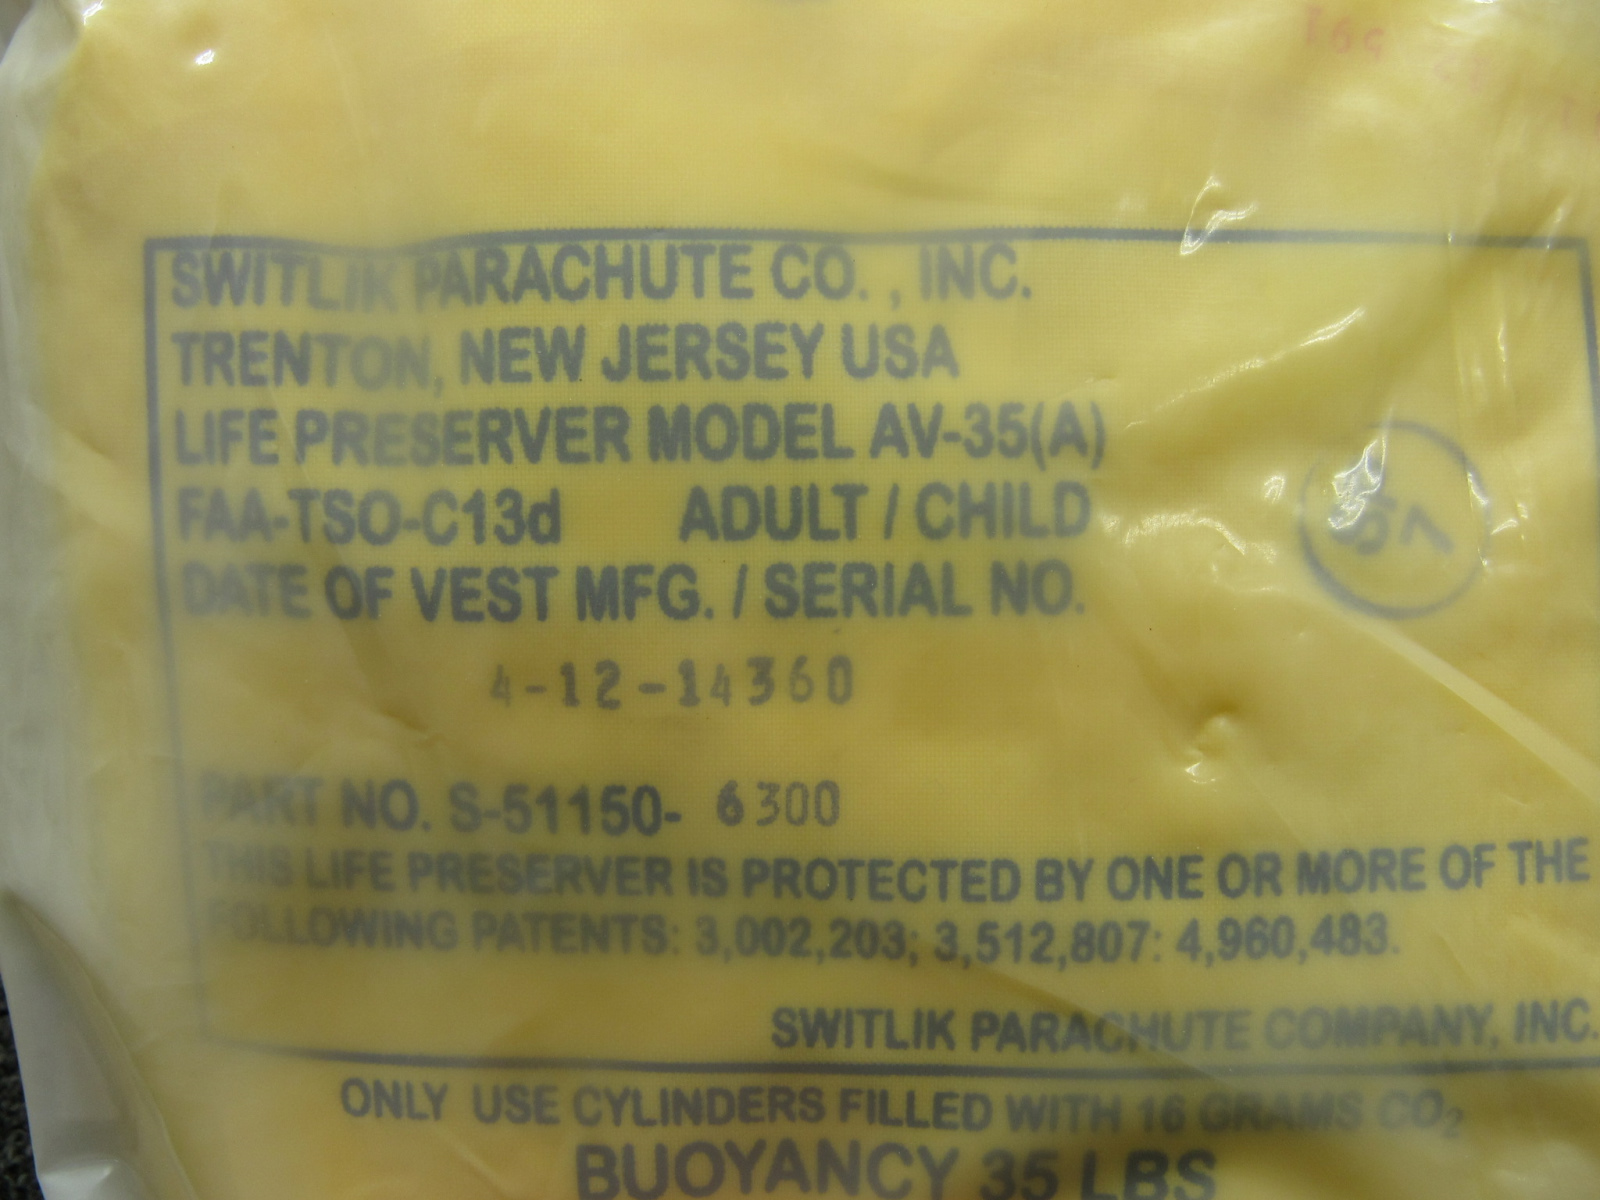 SWITLIK PARACHUTE CO. , INC.
TRENTON, NEW JERSEY USA
LIFE PRESERVER MODEL AV-35(A)
FAA-TSO-C13d ADULT / CHILD
DATE OF VEST MFG. / SERIAL NO.
4-12-14360
PART NO. S-51150- 6300
THIS LIFE PRESERVER IS PROTECTED BY ONE OR MORE OF THE
FOLLOWING PATENTS: 3,002,203; 3,512,807: 4,960,483.
SWITLIK PARACHUTE COMPANY, INC.
ONLY USE CYLINDERS FILLED WITH 16 GRAMS CO₂
BUOYANCY 35 LBS